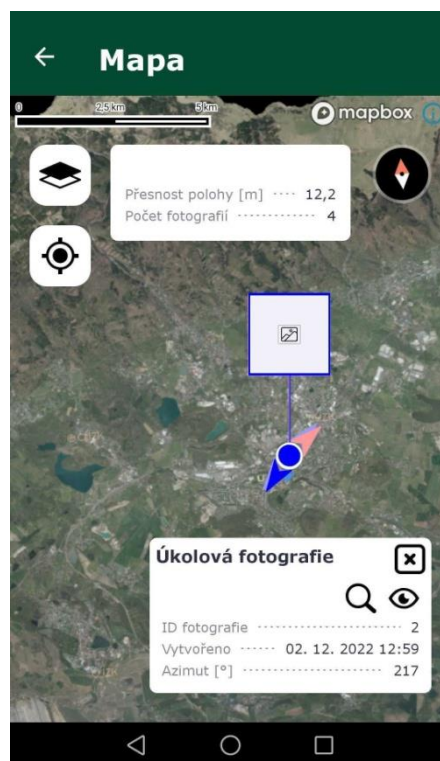 Mapa
0 2,5 km 5 km
mapbox
Přesnost polohy [m] 12,2
Počet fotografií 4
Úkolová fotografie
ID fotografie 2
Vytvořeno 02. 12. 2022 12:59
Azimut [°] 217